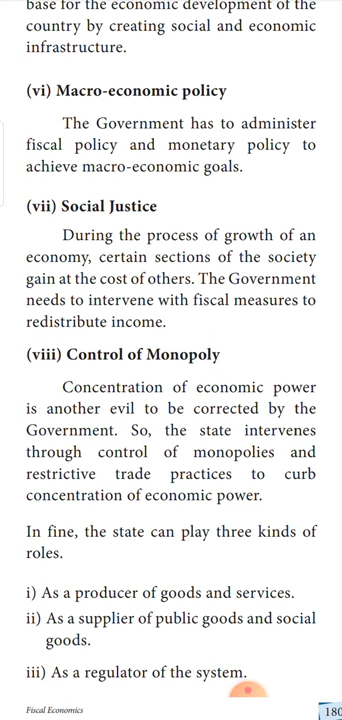 base for the economic development of the
country by creating social and economic
infrastructure.
(vi) Macro-economic policy
The Government has to administer
fiscal policy and monetary policy to
achieve macro-economic goals.
(vii) Social Justice
During the process of growth of an
economy, certain sections of the society
gain at the cost of others. The Government
needs to intervene with fiscal measures to
redistribute income.
(viii) Control of Monopoly
Concentration of economic power
is another evil to be corrected by the
Government. So, the state intervenes
through control of monopolies and
restrictive trade practices to curb
concentration of economic power.
In fine, the state can play three kinds of
roles.
i) As a producer of goods and services.
ii) As a supplier of public goods and social
goods.
iii) As a regulator of the system.
Fiscal Economics
180